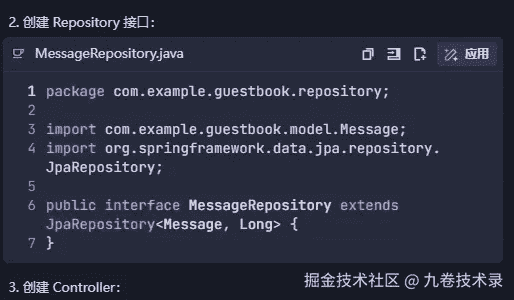 2. 创建 Repository 接口：
MessageRepository.java
应用
1 package com.example.guestbook.repository;
2
3 import com.example.guestbook.model.Message;
4 import org.springframework.data.jpa.repository.
JpaRepository;
5
6 public interface MessageRepository extends
JpaRepository<Message, Long> {
7 }
3. 创建 Controller：
掘金技术社区 @ 九卷技术录